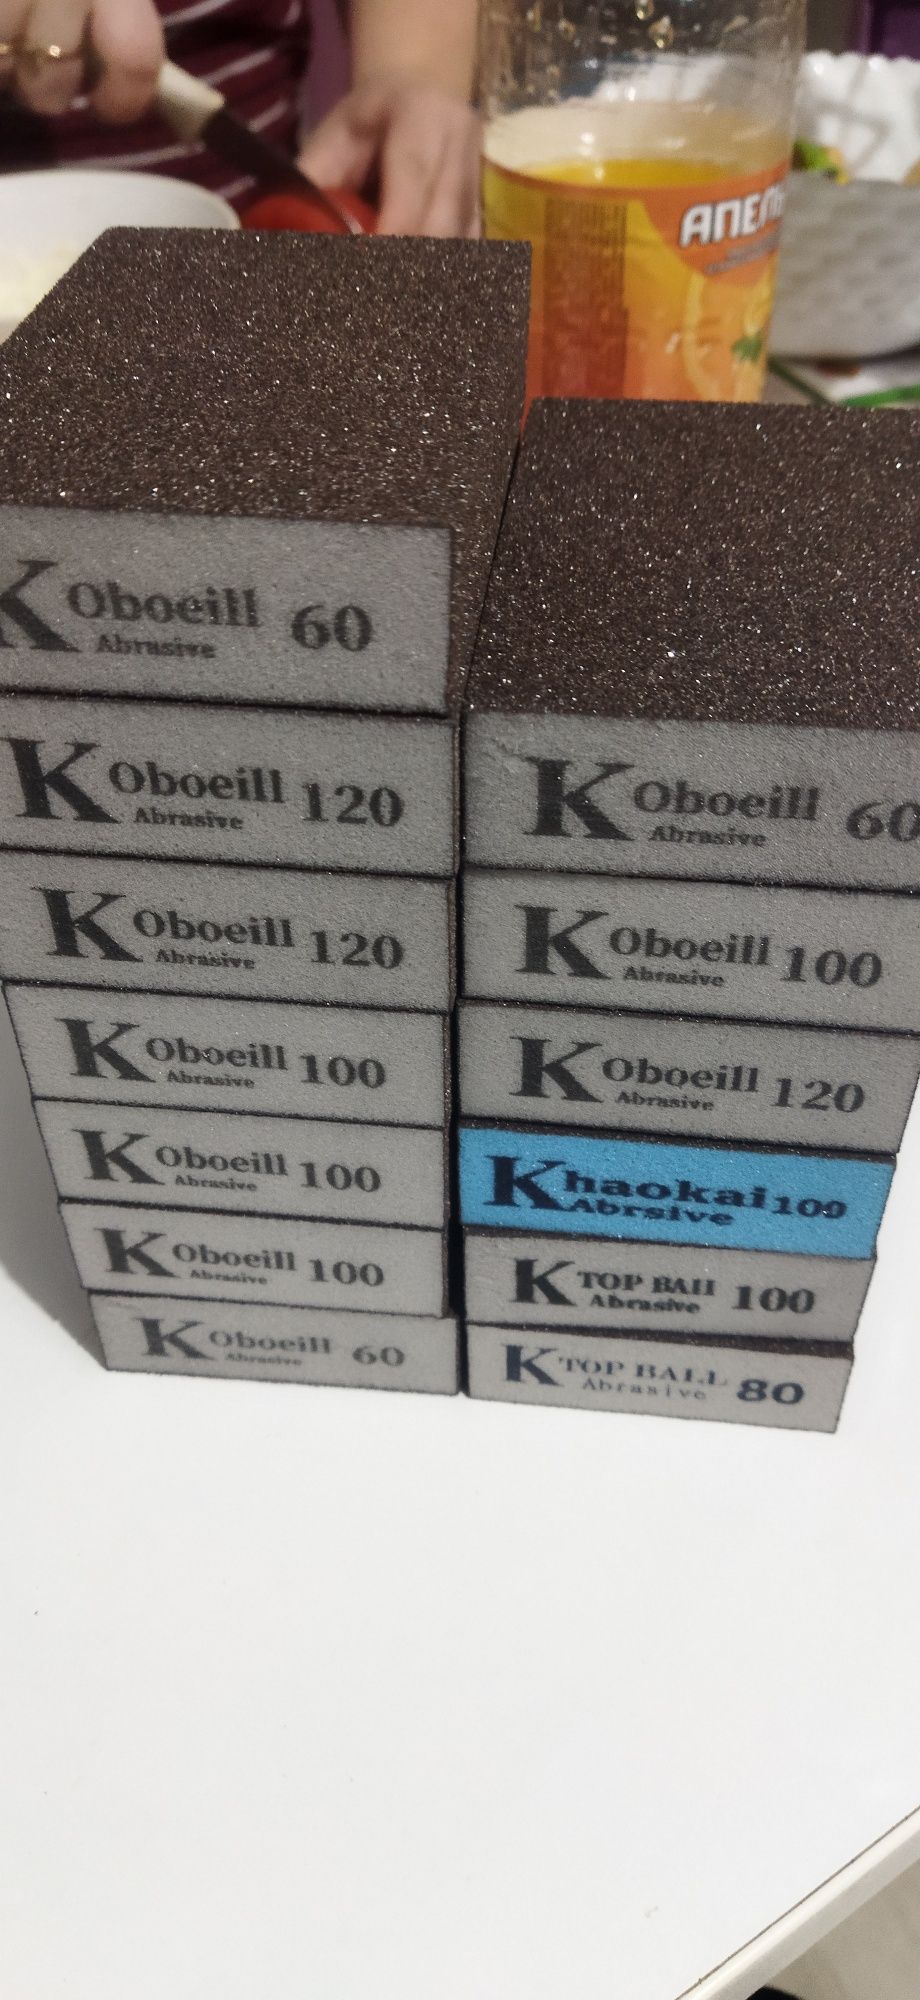 АПЕЛЬ
K Oboeill 60
Abrasive
K Oboeill 120
Abrasive
K Oboeill 120
Abrasive
K Oboeill 100
Abrasive
K Oboeill 100
Abrasive
K Oboeill 100
Abrasive
K Oboeill 60
Abrasive
K Oboeill 60
Abrasive
K Oboeill 100
Abrasive
K Oboeill 120
Abrasive
Khaokai 100
Abrsive
K TOP BAll 100
Abrasive
K TOP BALL 80
Abrasive